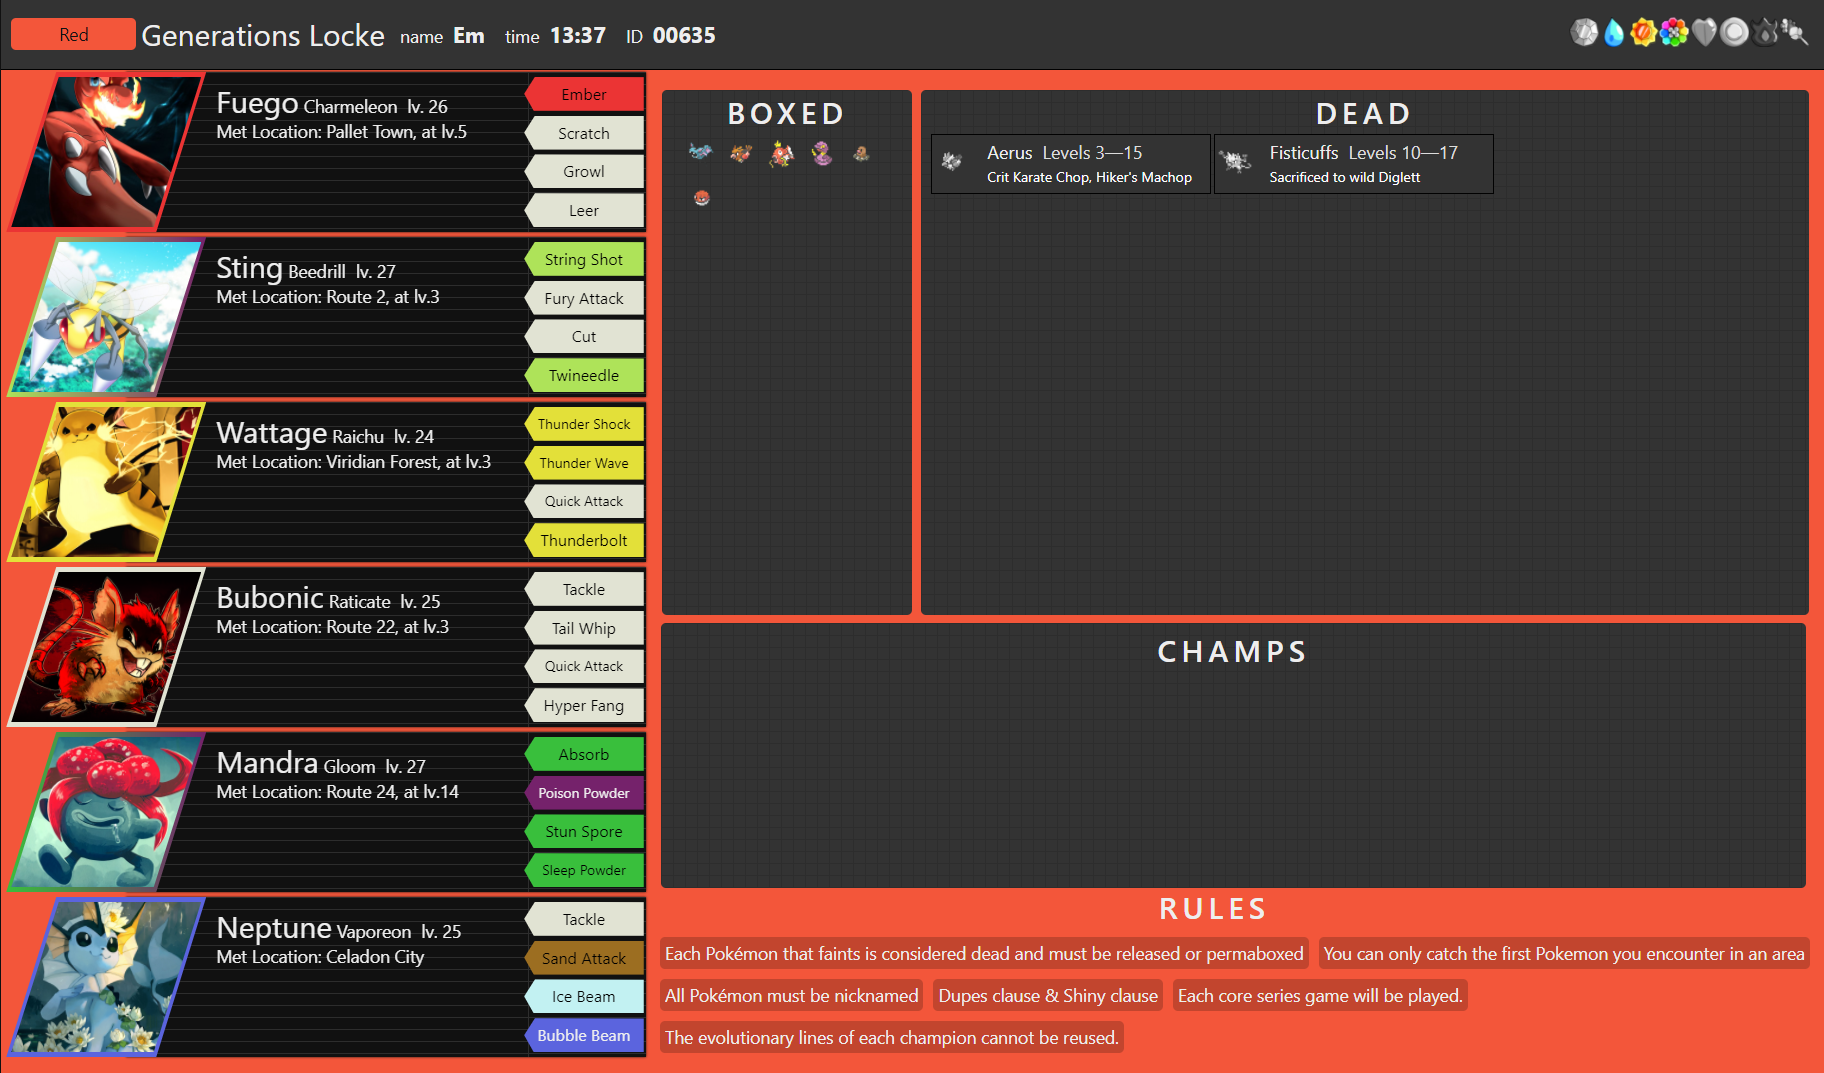 Red Generations Locke name Em time 13:37 ID 00635
Fuego Charmeleon lv. 26
Met Location: Pallet Town, at lv.5
Ember
Scratch
Growl
Leer
Sting Beedrill lv. 27
Met Location: Route 2, at lv.3
String Shot
Fury Attack
Cut
Twineedle
Wattage Raichu lv. 24
Met Location: Viridian Forest, at lv.3
Thunder Shock
Thunder Wave
Quick Attack
Thunderbolt
Bubonic Raticate lv. 25
Met Location: Route 22, at lv.3
Tackle
Tail Whip
Quick Attack
Hyper Fang
Mandra Gloom lv. 27
Met Location: Route 24, at lv.14
Absorb
Poison Powder
Stun Spore
Sleep Powder
Neptune Vaporeon lv. 25
Met Location: Celadon City
Tackle
Sand Attack
Ice Beam
Bubble Beam
BOXED
DEAD
Aerus Levels 3—15
Crit Karate Chop, Hiker's Machop
Fisticuffs Levels 10—17
Sacrificed to wild Diglett
CHAMPS
RULES
Each Pokémon that faints is considered dead and must be released or permaboxed
You can only catch the first Pokemon you encounter in an area
All Pokémon must be nicknamed
Dupes clause & Shiny clause
Each core series game will be played.
The evolutionary lines of each champion cannot be reused.